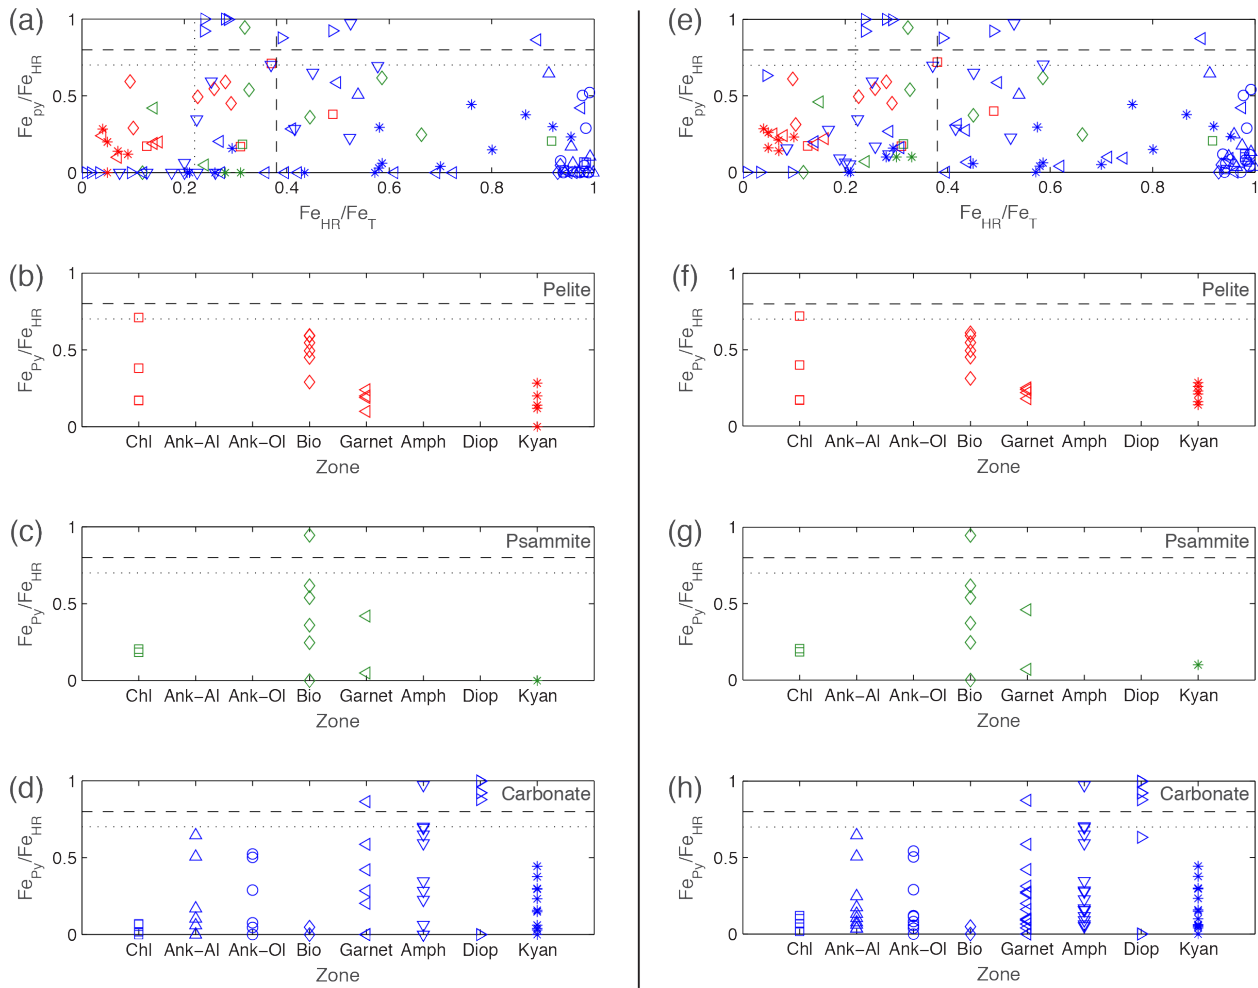 (a)
1
0.5
0
Fe_py/Fe_HR
0 0.2 0.4 0.6 0.8 1
Fe_HR/Fe_T
(b)
1
0.5
0
Fe_Py/Fe_HR
Pelite
Chl Ank−Al Ank−Ol Bio Garnet Amph Diop Kyan
Zone
(c)
1
0.5
0
Fe_Py/Fe_HR
Psammite
Chl Ank−Al Ank−Ol Bio Garnet Amph Diop Kyan
Zone
(d)
1
0.5
0
Fe_Py/Fe_HR
Carbonate
Chl Ank−Al Ank−Ol Bio Garnet Amph Diop Kyan
Zone
(e)
1
0.5
0
Fe_py/Fe_HR
0 0.2 0.4 0.6 0.8 1
Fe_HR/Fe_T
(f)
1
0.5
0
Fe_Py/Fe_HR
Pelite
Chl Ank−Al Ank−Ol Bio Garnet Amph Diop Kyan
Zone
(g)
1
0.5
0
Fe_Py/Fe_HR
Psammite
Chl Ank−Al Ank−Ol Bio Garnet Amph Diop Kyan
Zone
(h)
1
0.5
0
Fe_Py/Fe_HR
Carbonate
Chl Ank−Al Ank−Ol Bio Garnet Amph Diop Kyan
Zone